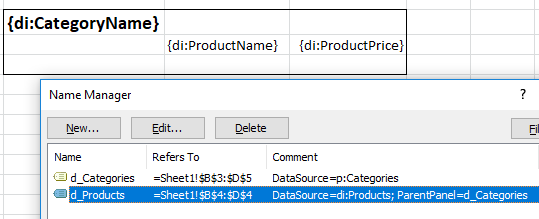 {di:CategoryName}
{di:ProductName} {di:ProductPrice}
Name Manager ?
New... Edit... Delete
Name Refers To Comment
d_Categories =Sheet1!$B$3:$D$5 DataSource=p:Categories
d_Products =Sheet1!$B$4:$D$4 DataSource=di:Products; ParentPanel=d_Categories